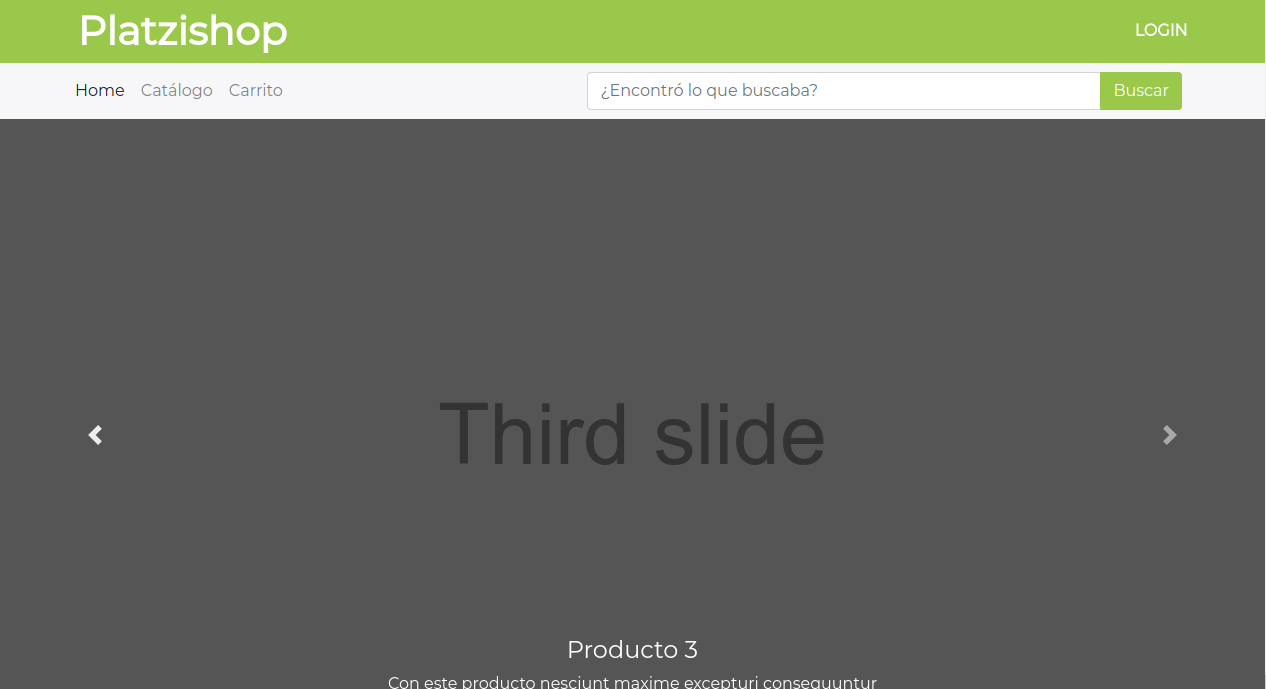 Platzishop
LOGIN
Home Catálogo Carrito
¿Encontró lo que buscaba? Buscar
Third slide
Producto 3
Con este producto nesciunt maxime excepturi consequuntur